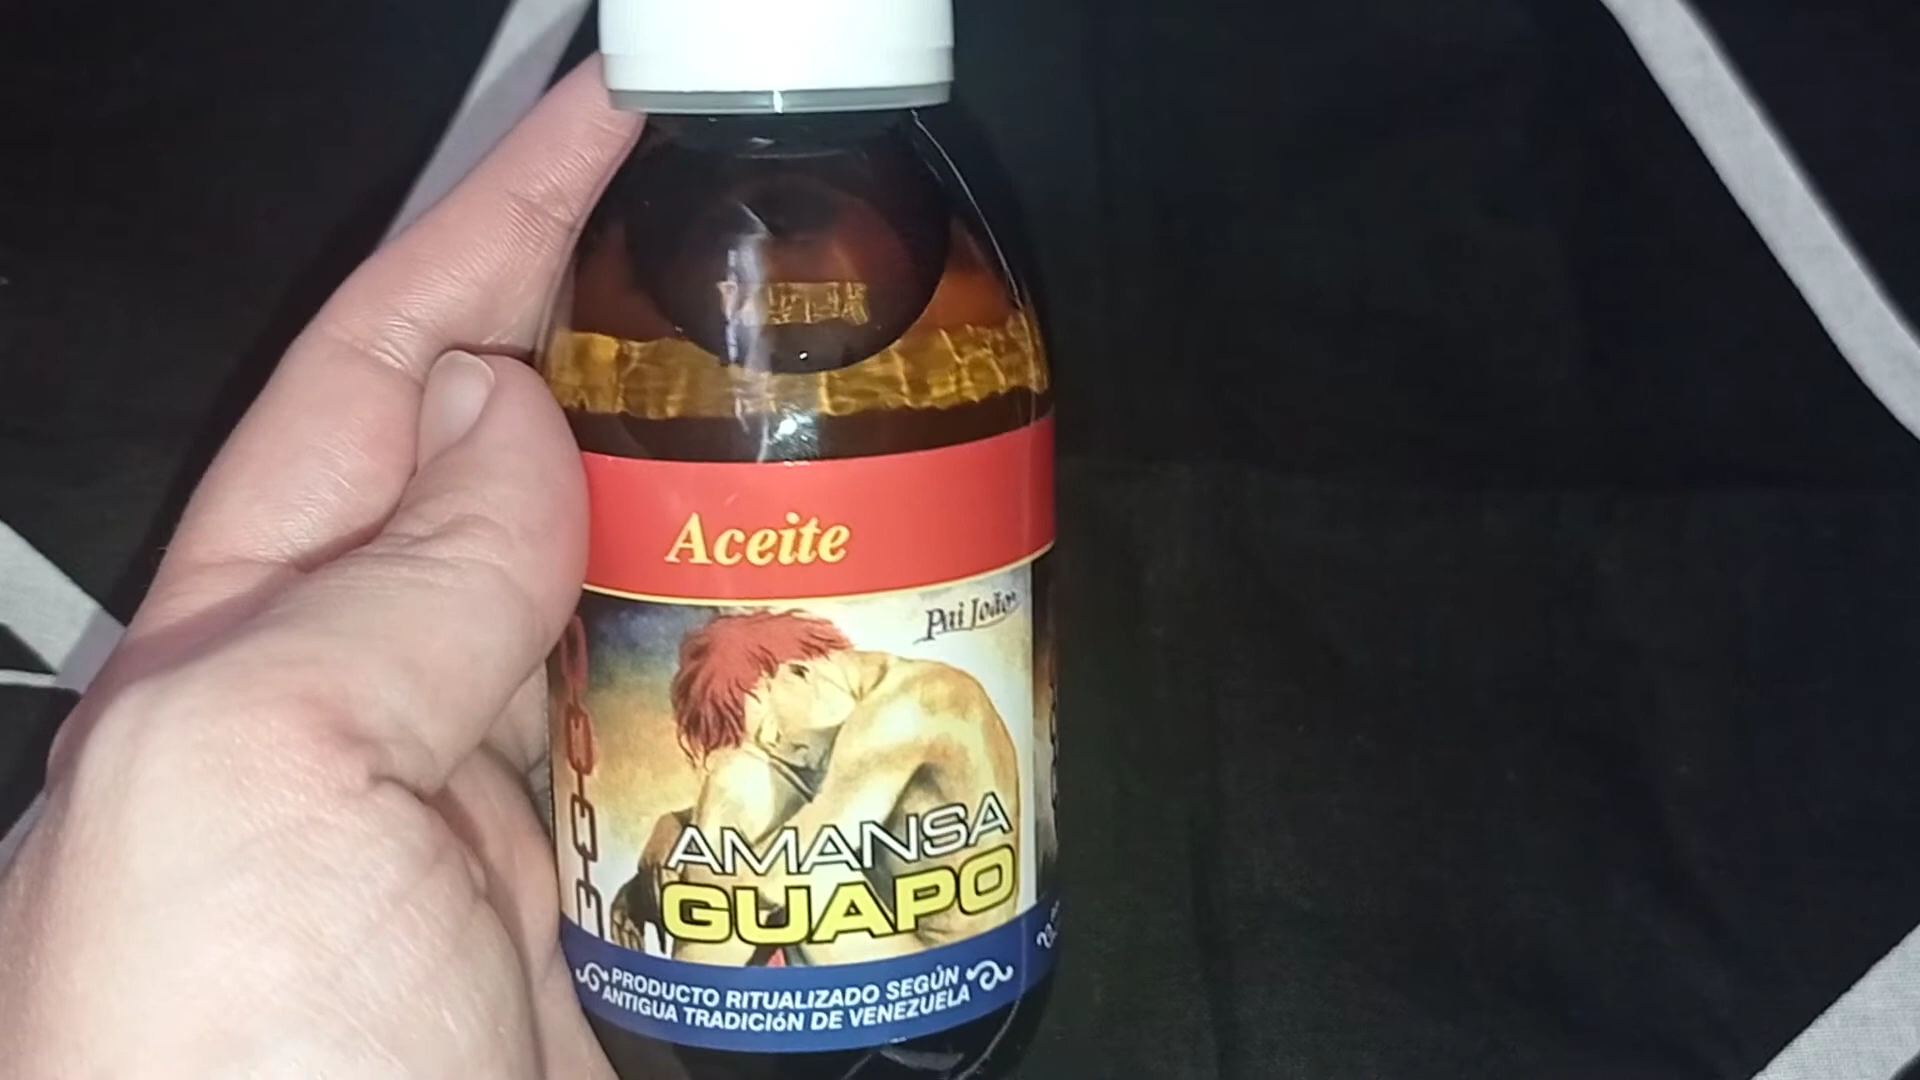 Aceite
Pai João
AMANSA
GUAPO
PRODUCTO RITUALIZADO SEGÚN
ANTIGUA TRADICIÓN DE VENEZUELA